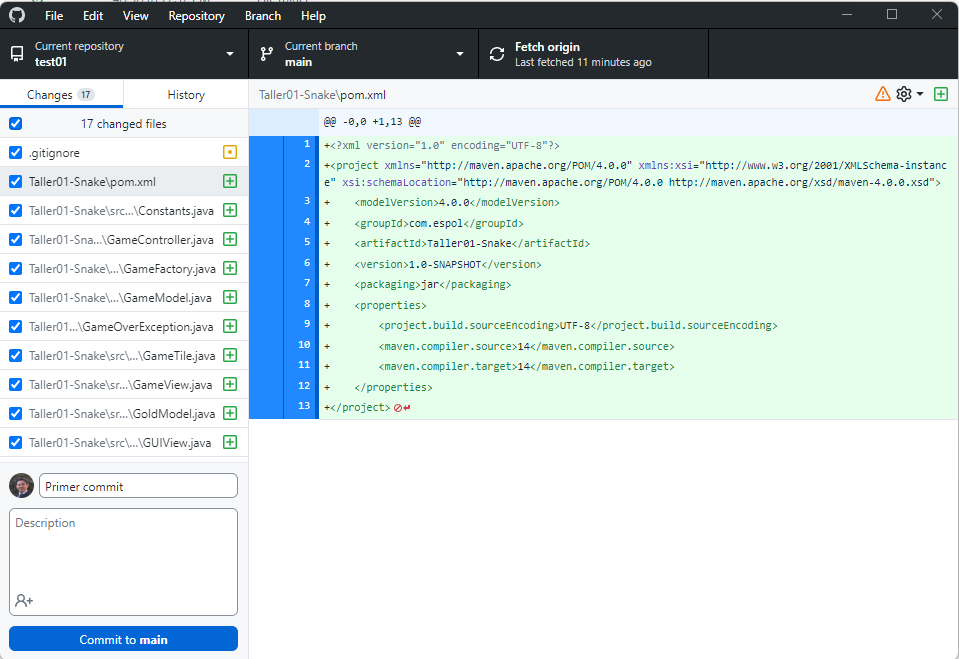 File Edit View Repository Branch Help
Current repository
test01
Current branch
main
Fetch origin
Last fetched 11 minutes ago
Changes 17 History
17 changed files
.gitignore
Taller01-Snake\pom.xml
Taller01-Snake\src...\Constants.java
Taller01-Sna...\GameController.java
Taller01-Snake\...\GameFactory.java
Taller01-Snake\...\GameModel.java
Taller01...\GameOverException.java
Taller01-Snake\src\...\GameTile.java
Taller01-Snake\sr...\GameView.java
Taller01-Snake\sr...\GoldModel.java
Taller01-Snake\src\...\GUIView.java
Primer commit
Description
Commit to main
Taller01-Snake\pom.xml
@@ -0,0 +1,13 @@
1 +<?xml version="1.0" encoding="UTF-8"?>
2 +<project xmlns="http://maven.apache.org/POM/4.0.0" xmlns:xsi="http://www.w3.org/2001/XMLSchema-instanc
e" xsi:schemaLocation="http://maven.apache.org/POM/4.0.0 http://maven.apache.org/xsd/maven-4.0.0.xsd">
3 + <modelVersion>4.0.0</modelVersion>
4 + <groupId>com.espol</groupId>
5 + <artifactId>Taller01-Snake</artifactId>
6 + <version>1.0-SNAPSHOT</version>
7 + <packaging>jar</packaging>
8 + <properties>
9 + <project.build.sourceEncoding>UTF-8</project.build.sourceEncoding>
10 + <maven.compiler.source>14</maven.compiler.source>
11 + <maven.compiler.target>14</maven.compiler.target>
12 + </properties>
13 +</project>